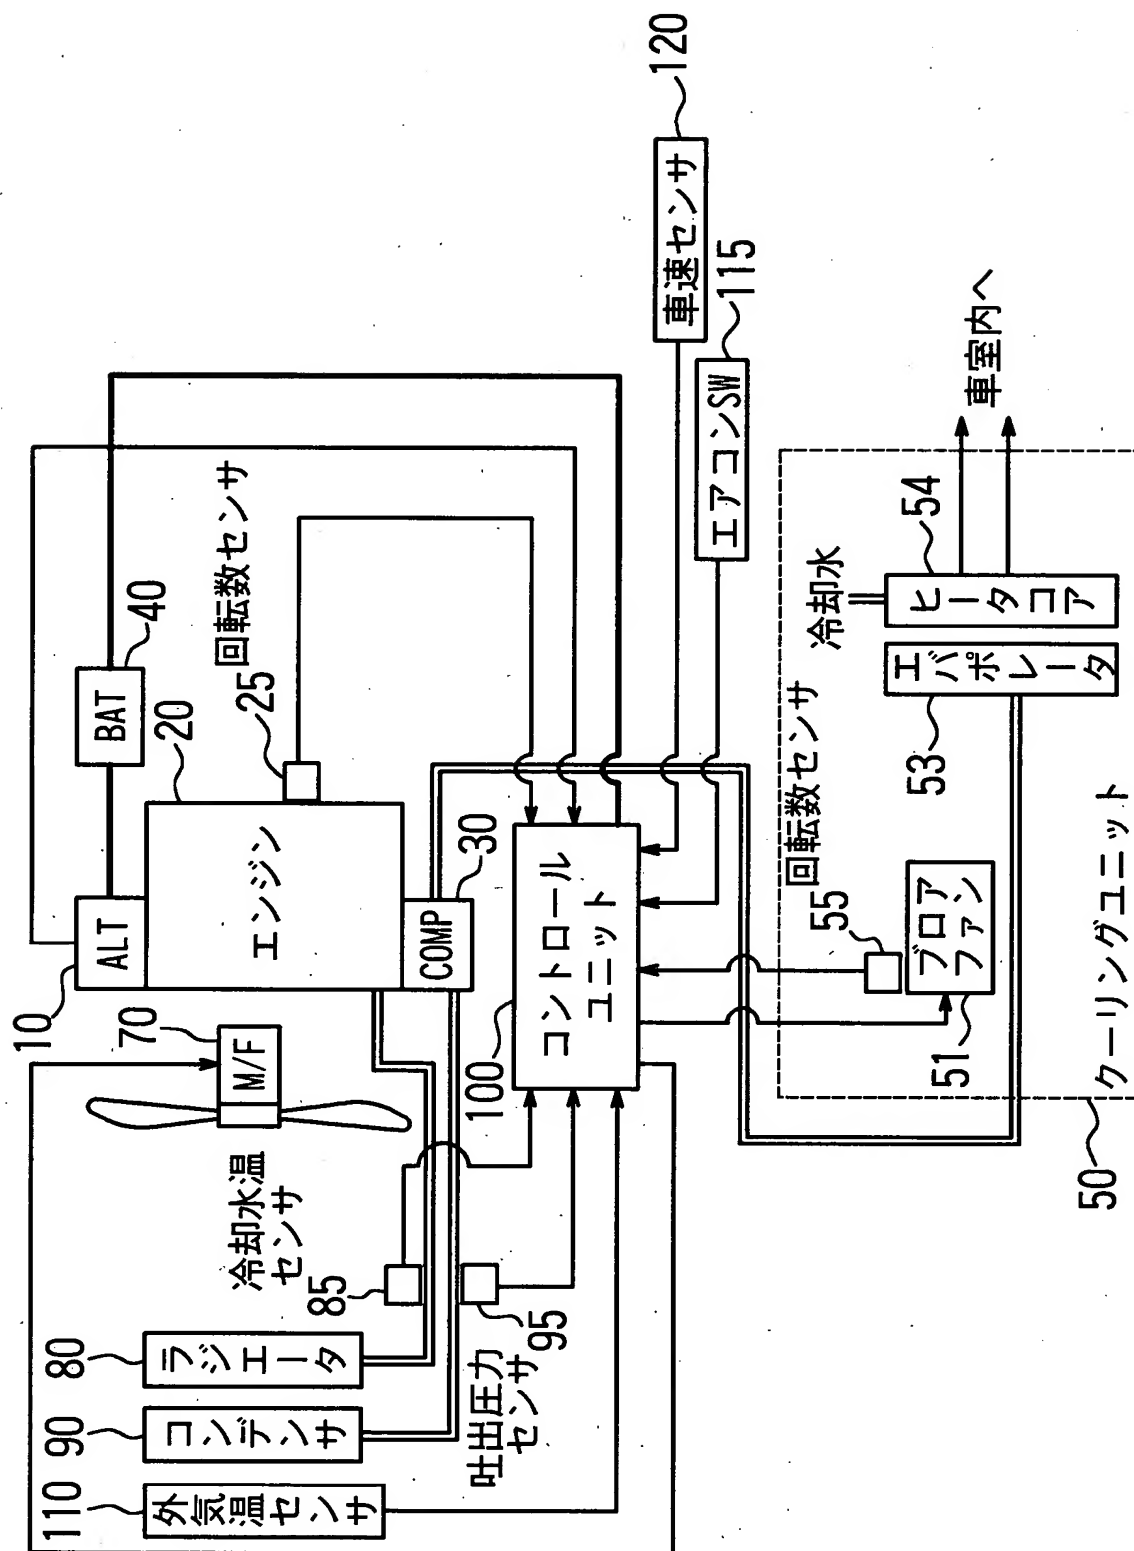 120
車速センサ
115
エアコンSW
車室内へ
40
BAT
20
回転数センサ
25
10
ALT
エンジン
30
COMP
70
M/F
100
コントロール
ユニット
冷却水
54
ヒータコア
エバポレータ
53
回転数センサ
55
ブロア
ファン
51
クーリングユニット
50
冷却水温
センサ
85
95
吐出圧力
センサ
80
ラジエータ
90
コンデンサ
110
外気温センサ